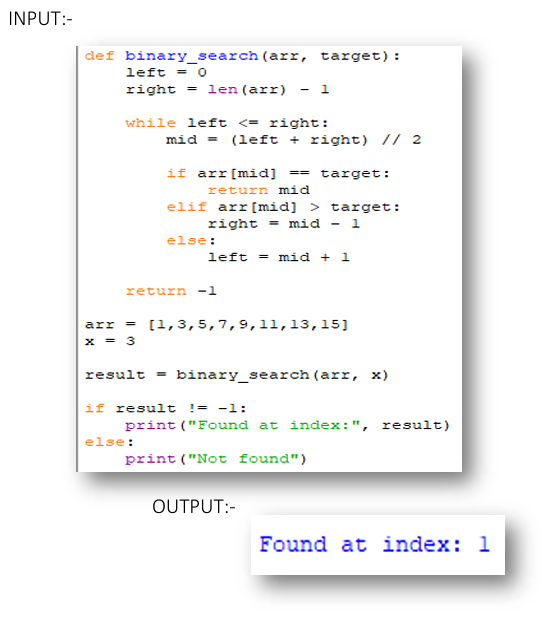 INPUT:-
def binary_search(arr, target):
    left = 0
    right = len(arr) - 1
    while left <= right:
        mid = (left + right) // 2
        if arr[mid] == target:
            return mid
        elif arr[mid] > target:
            right = mid - 1
        else:
            left = mid + 1
    return -1
arr = [1,3,5,7,9,11,13,15]
x = 3
result = binary_search(arr, x)
if result != -1:
    print("Found at index:", result)
else:
    print("Not found")
OUTPUT:-
Found at index: 1